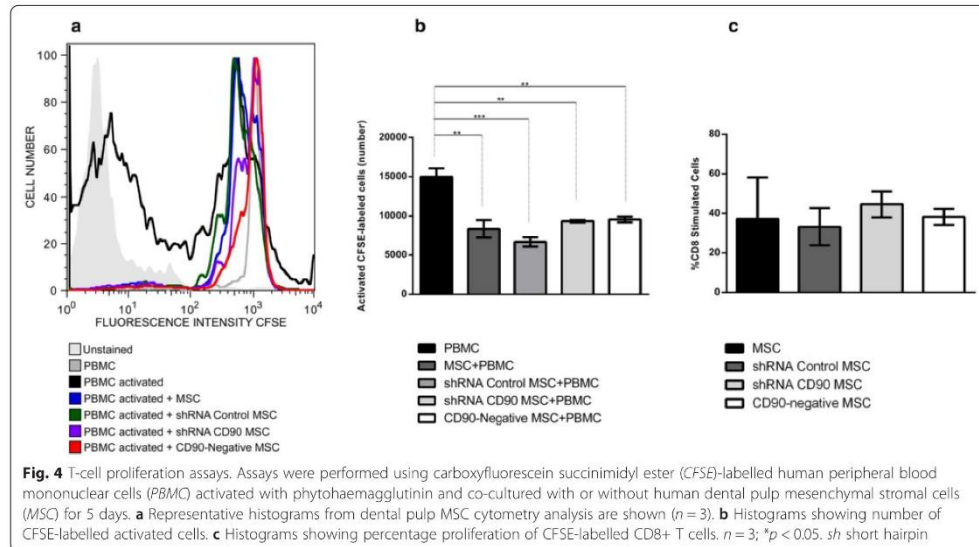 a
100
80
60
40
20
0
CELL NUMBER
10^0 10^1 10^2 10^3 10^4
FLUORESCENCE INTENSITY CFSE
Unstained
PBMC
PBMC activated
PBMC activated + MSC
PBMC activated + shRNA Control MSC
PBMC activated + shRNA CD90 MSC
PBMC activated + CD90-Negative MSC
b
**
**
***
**
20000
15000
10000
5000
0
Activated CFSE-labeled cells (number)
PBMC
MSC+PBMC
shRNA Control MSC+PBMC
shRNA CD90 MSC+PBMC
CD90-Negative MSC+PBMC
c
80
60
40
20
0
%CD8 Stimulated Cells
MSC
shRNA Control MSC
shRNA CD90 MSC
CD90-negative MSC
Fig. 4 T-cell proliferation assays. Assays were performed using carboxyfluorescein succinimidyl ester (CFSE)-labelled human peripheral blood
mononuclear cells (PBMC) activated with phytohaemagglutinin and co-cultured with or without human dental pulp mesenchymal stromal cells
(MSC) for 5 days. a Representative histograms from dental pulp MSC cytometry analysis are shown (n = 3). b Histograms showing number of
CFSE-labelled activated cells. c Histograms showing percentage proliferation of CFSE-labelled CD8+ T cells. n = 3; *p < 0.05. sh short hairpin